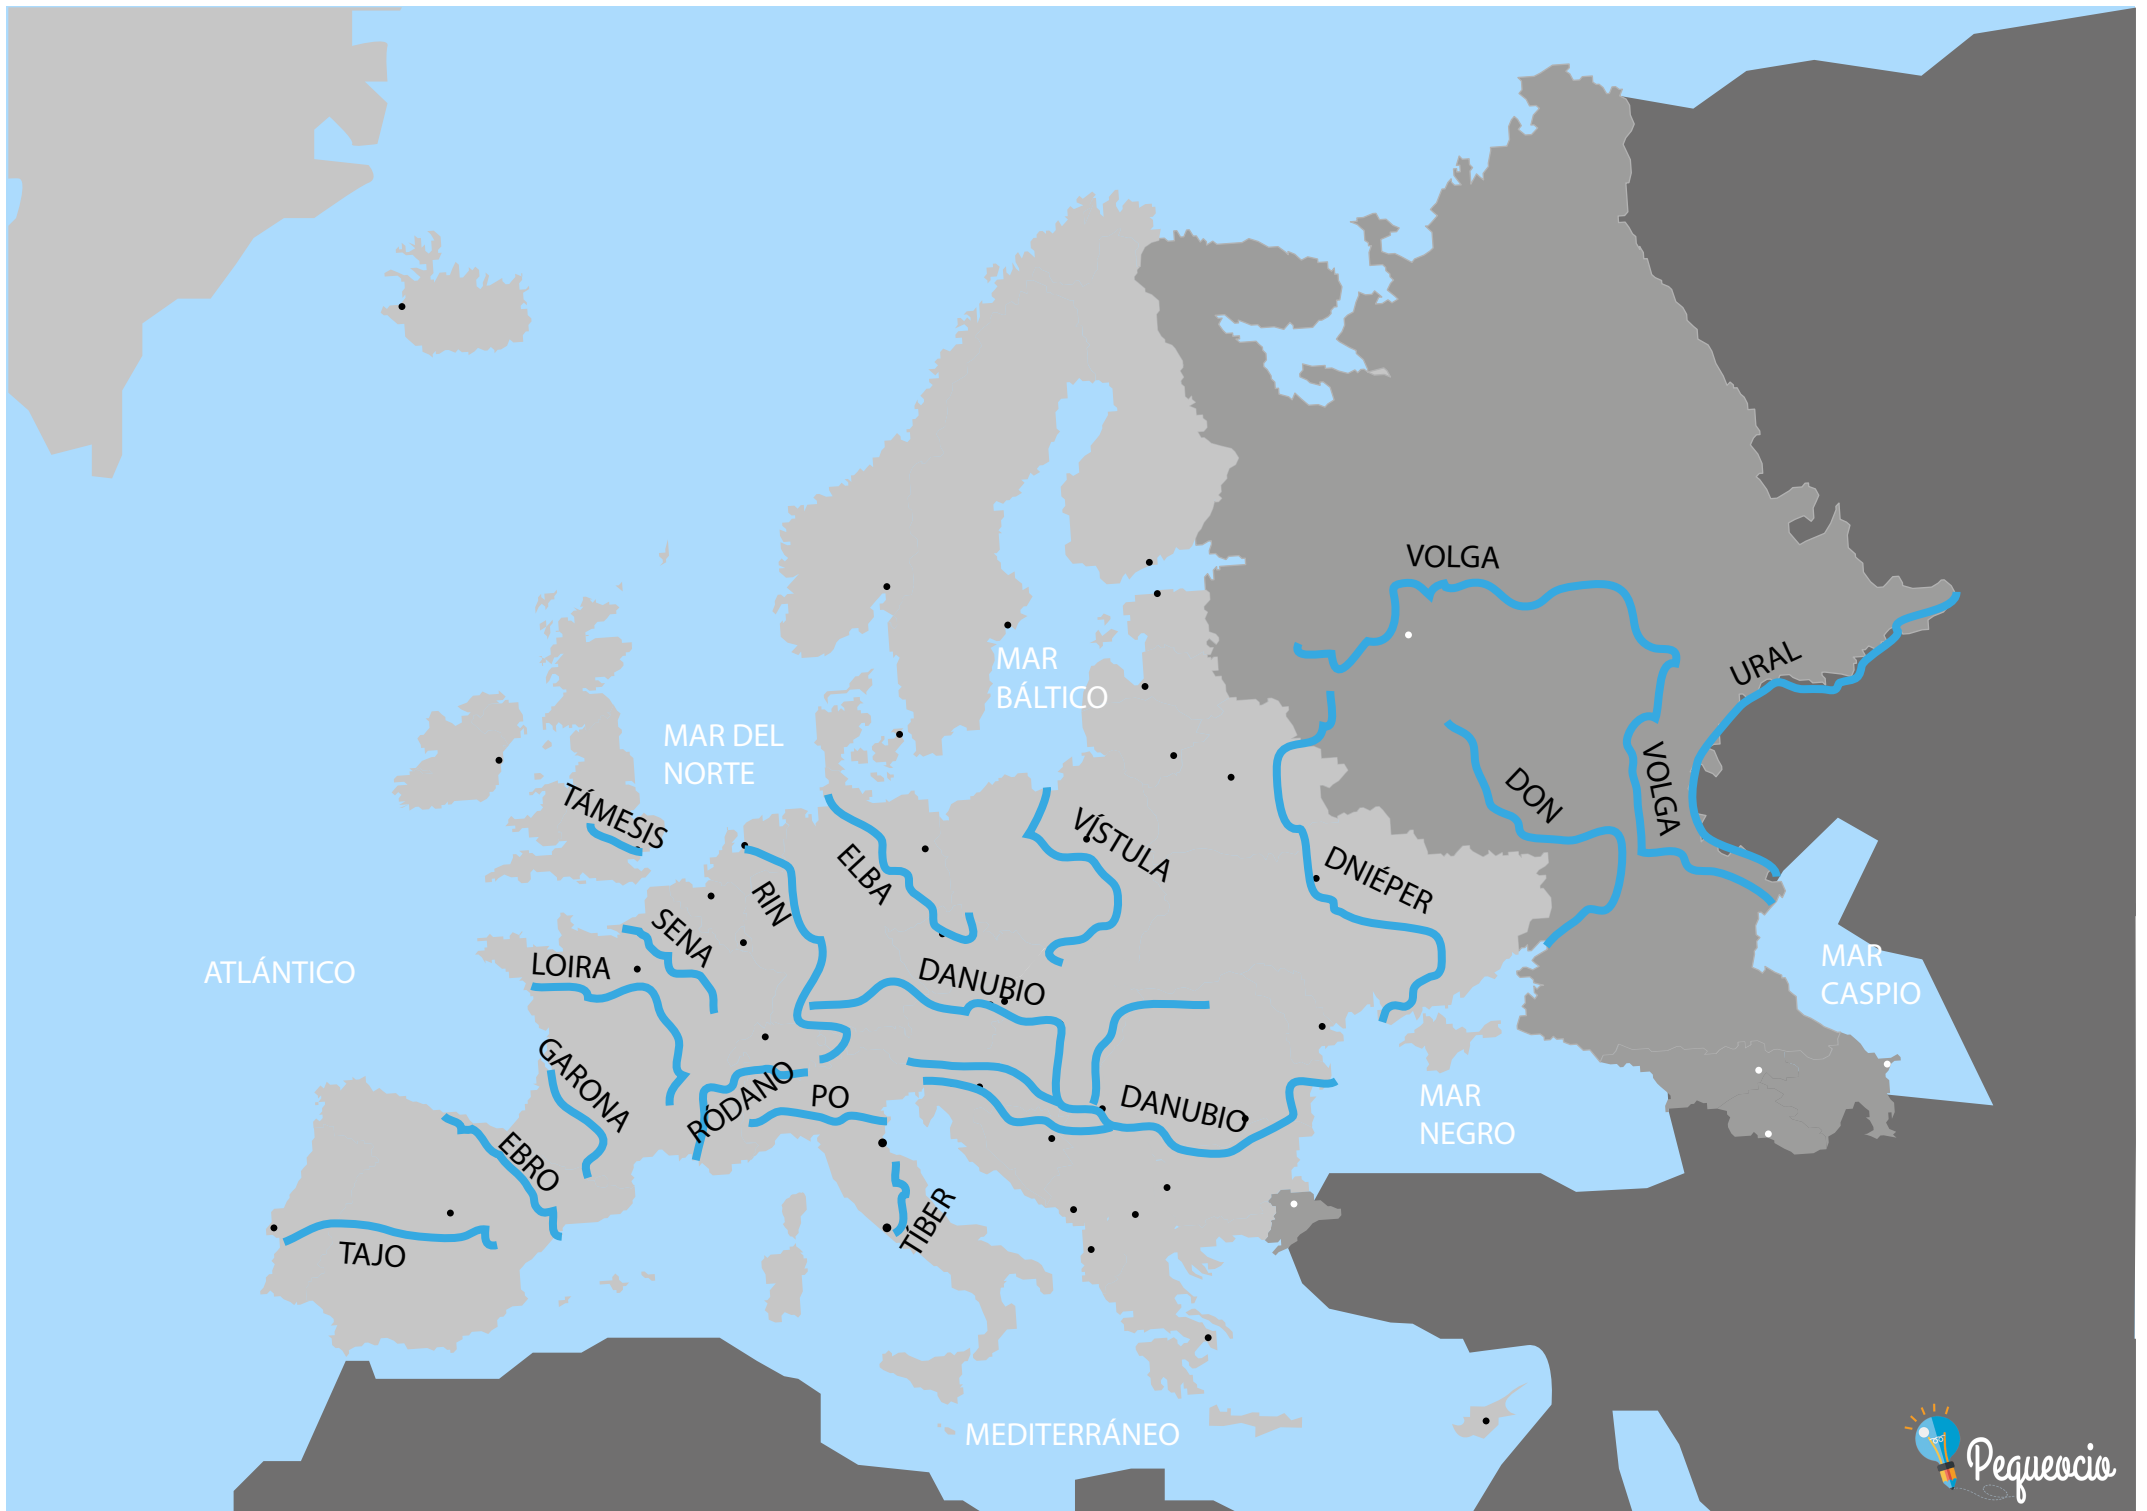 VOLGA
MAR
BÁLTICO
URAL
MAR DEL
NORTE
TÁMESIS
VÍSTULA
ELBA
DON
VOLGA
DNIÉPER
RIN
SENA
LOIRA
DANUBIO
ATLÁNTICO
MAR
CASPIO
GARONA
RÓDANO
PO
DANUBIO
MAR
NEGRO
EBRO
TÍBER
TAJO
MEDITERRÁNEO
Pequeocio